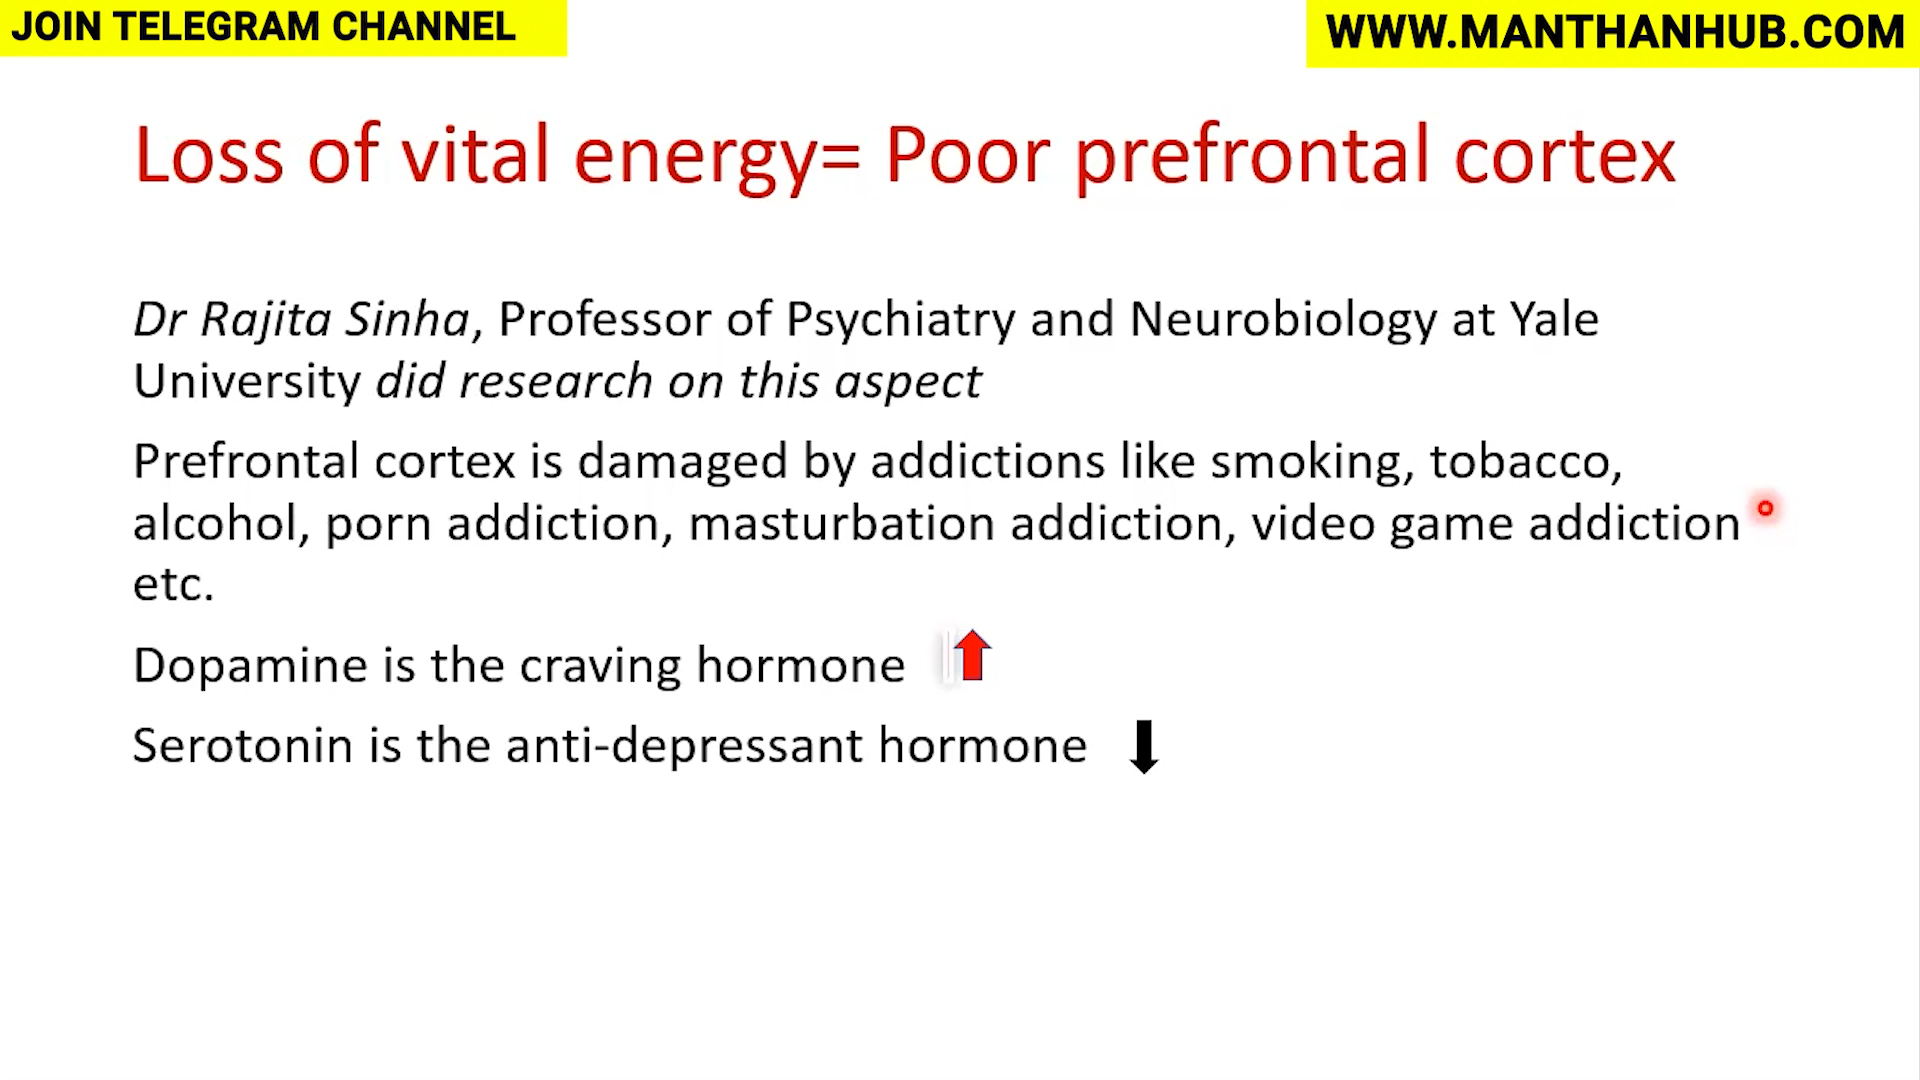 JOIN TELEGRAM CHANNEL
WWW.MANTHANHUB.COM
Loss of vital energy= Poor prefrontal cortex
Dr Rajita Sinha, Professor of Psychiatry and Neurobiology at Yale
University did research on this aspect
Prefrontal cortex is damaged by addictions like smoking, tobacco,
alcohol, porn addiction, masturbation addiction, video game addiction
etc.
Dopamine is the craving hormone
Serotonin is the anti-depressant hormone